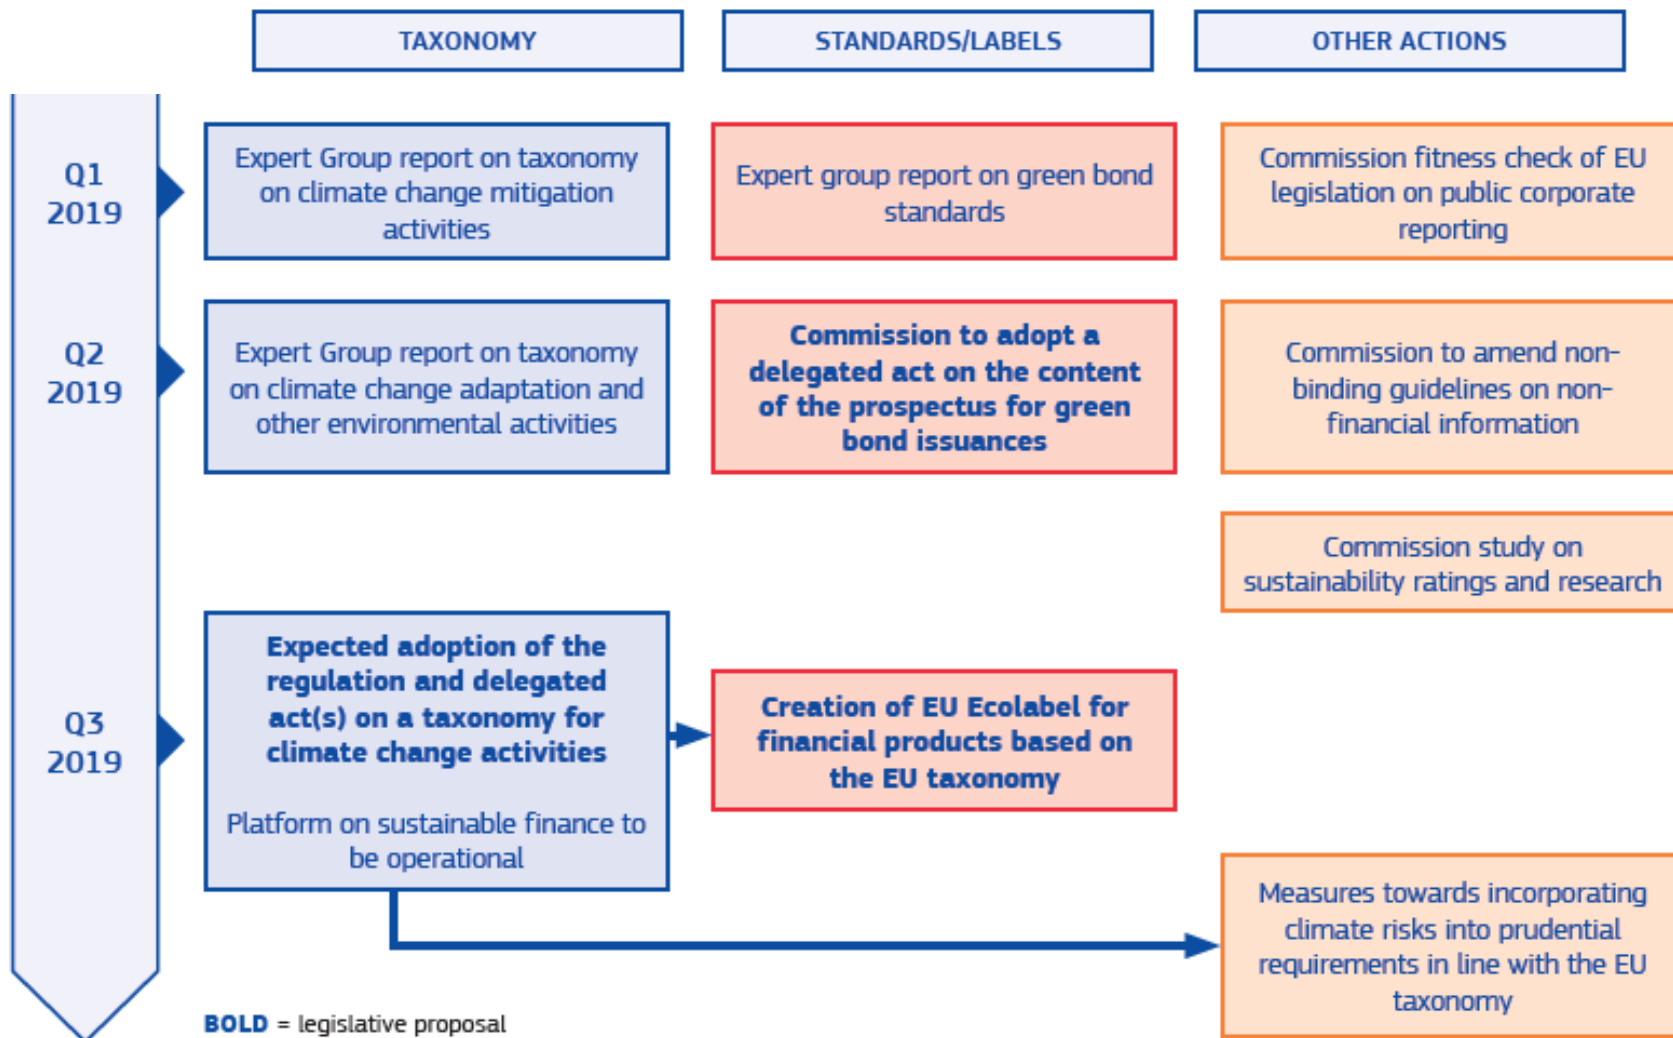 TAXONOMY
STANDARDS/LABELS
OTHER ACTIONS
Q1
2019
Expert Group report on taxonomy
on climate change mitigation
activities
Expert group report on green bond
standards
Commission fitness check of EU
legislation on public corporate
reporting
Q2
2019
Expert Group report on taxonomy
on climate change adaptation and
other environmental activities
Commission to adopt a
delegated act on the content
of the prospectus for green
bond issuances
Commission to amend non-
binding guidelines on non-
financial information
Commission study on
sustainability ratings and research
Q3
2019
Expected adoption of the
regulation and delegated
act(s) on a taxonomy for
climate change activities
Platform on sustainable finance to
be operational
Creation of EU Ecolabel for
financial products based on
the EU taxonomy
Measures towards incorporating
climate risks into prudential
requirements in line with the EU
taxonomy
BOLD = legislative proposal